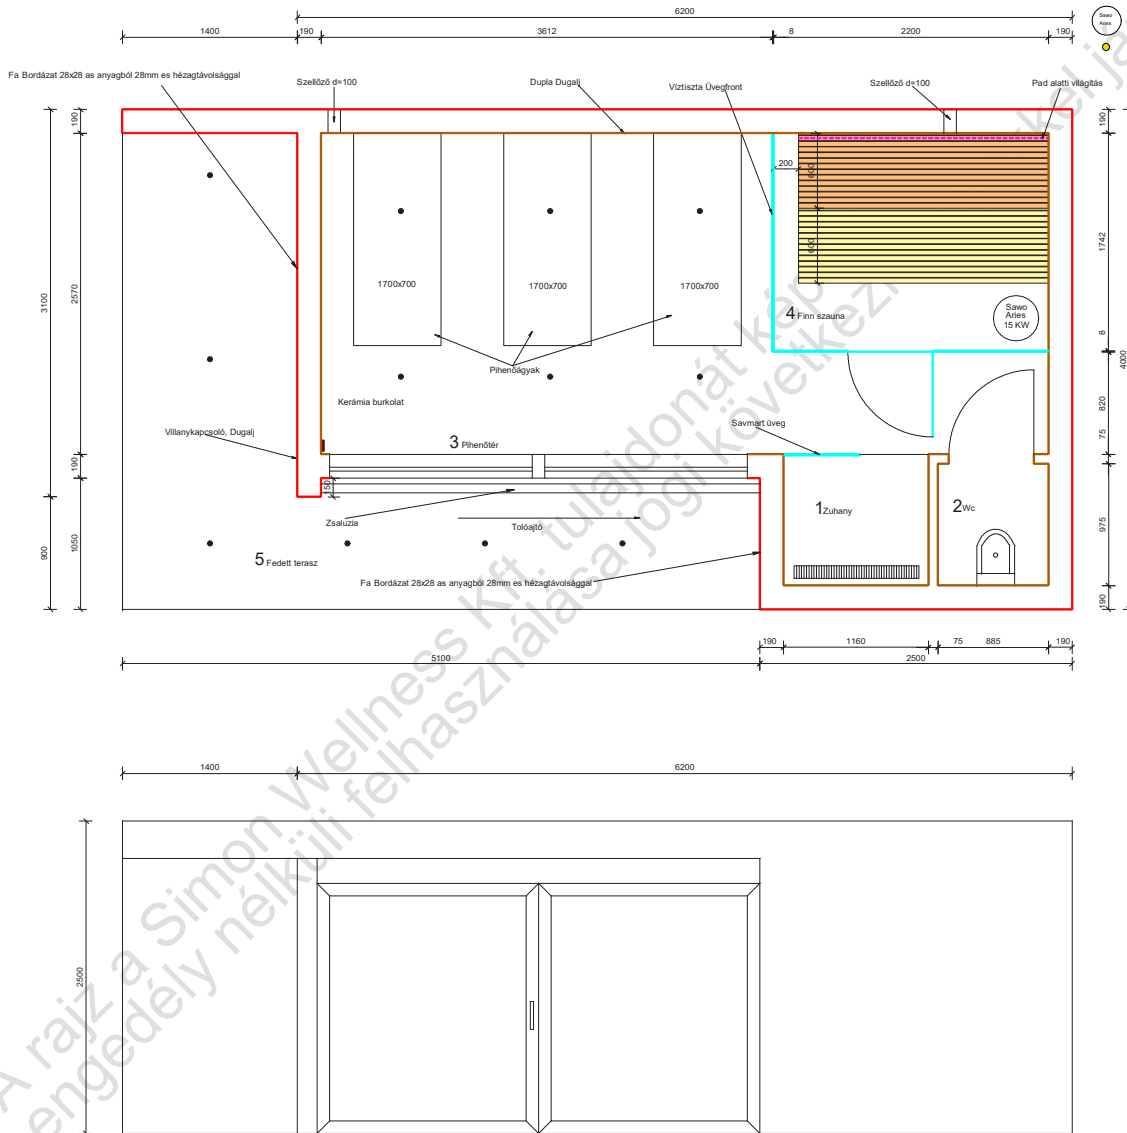 6200
1400
190
3612
8
2200
190
Sawo
Aries
Fa Bordázat 28x28 as anyagból 28mm es hézagtávolsággal
Szellőző d=100
Dupla Dugalj
Víztiszta Üvegfront
Szellőző d=100
Pad alatti világítás
190
190
200
600
600
3100
2570
1742
1700x700
1700x700
1700x700
4 Finn szauna
Sawo
Aries
15 KW
8
4000
Pihenőágyak
Kerámia burkolat
820
Savmart üveg
Villanykapcsoló, Dugalj
3 Pihenőtér
75
190
150
Zsaluzia
Tolóajtó
1 Zuhany
2 Wc
975
900
1050
5 Fedett terasz
Fa Bordázat 28x28 as anyagból 28mm es hézagtávolsággal
190
190
1160
75
885
190
5100
2500
1400
6200
2500
A rajz a Simon Wellness Kft. tulajdonát kép
engedély nélküli felhasználása jogi következ